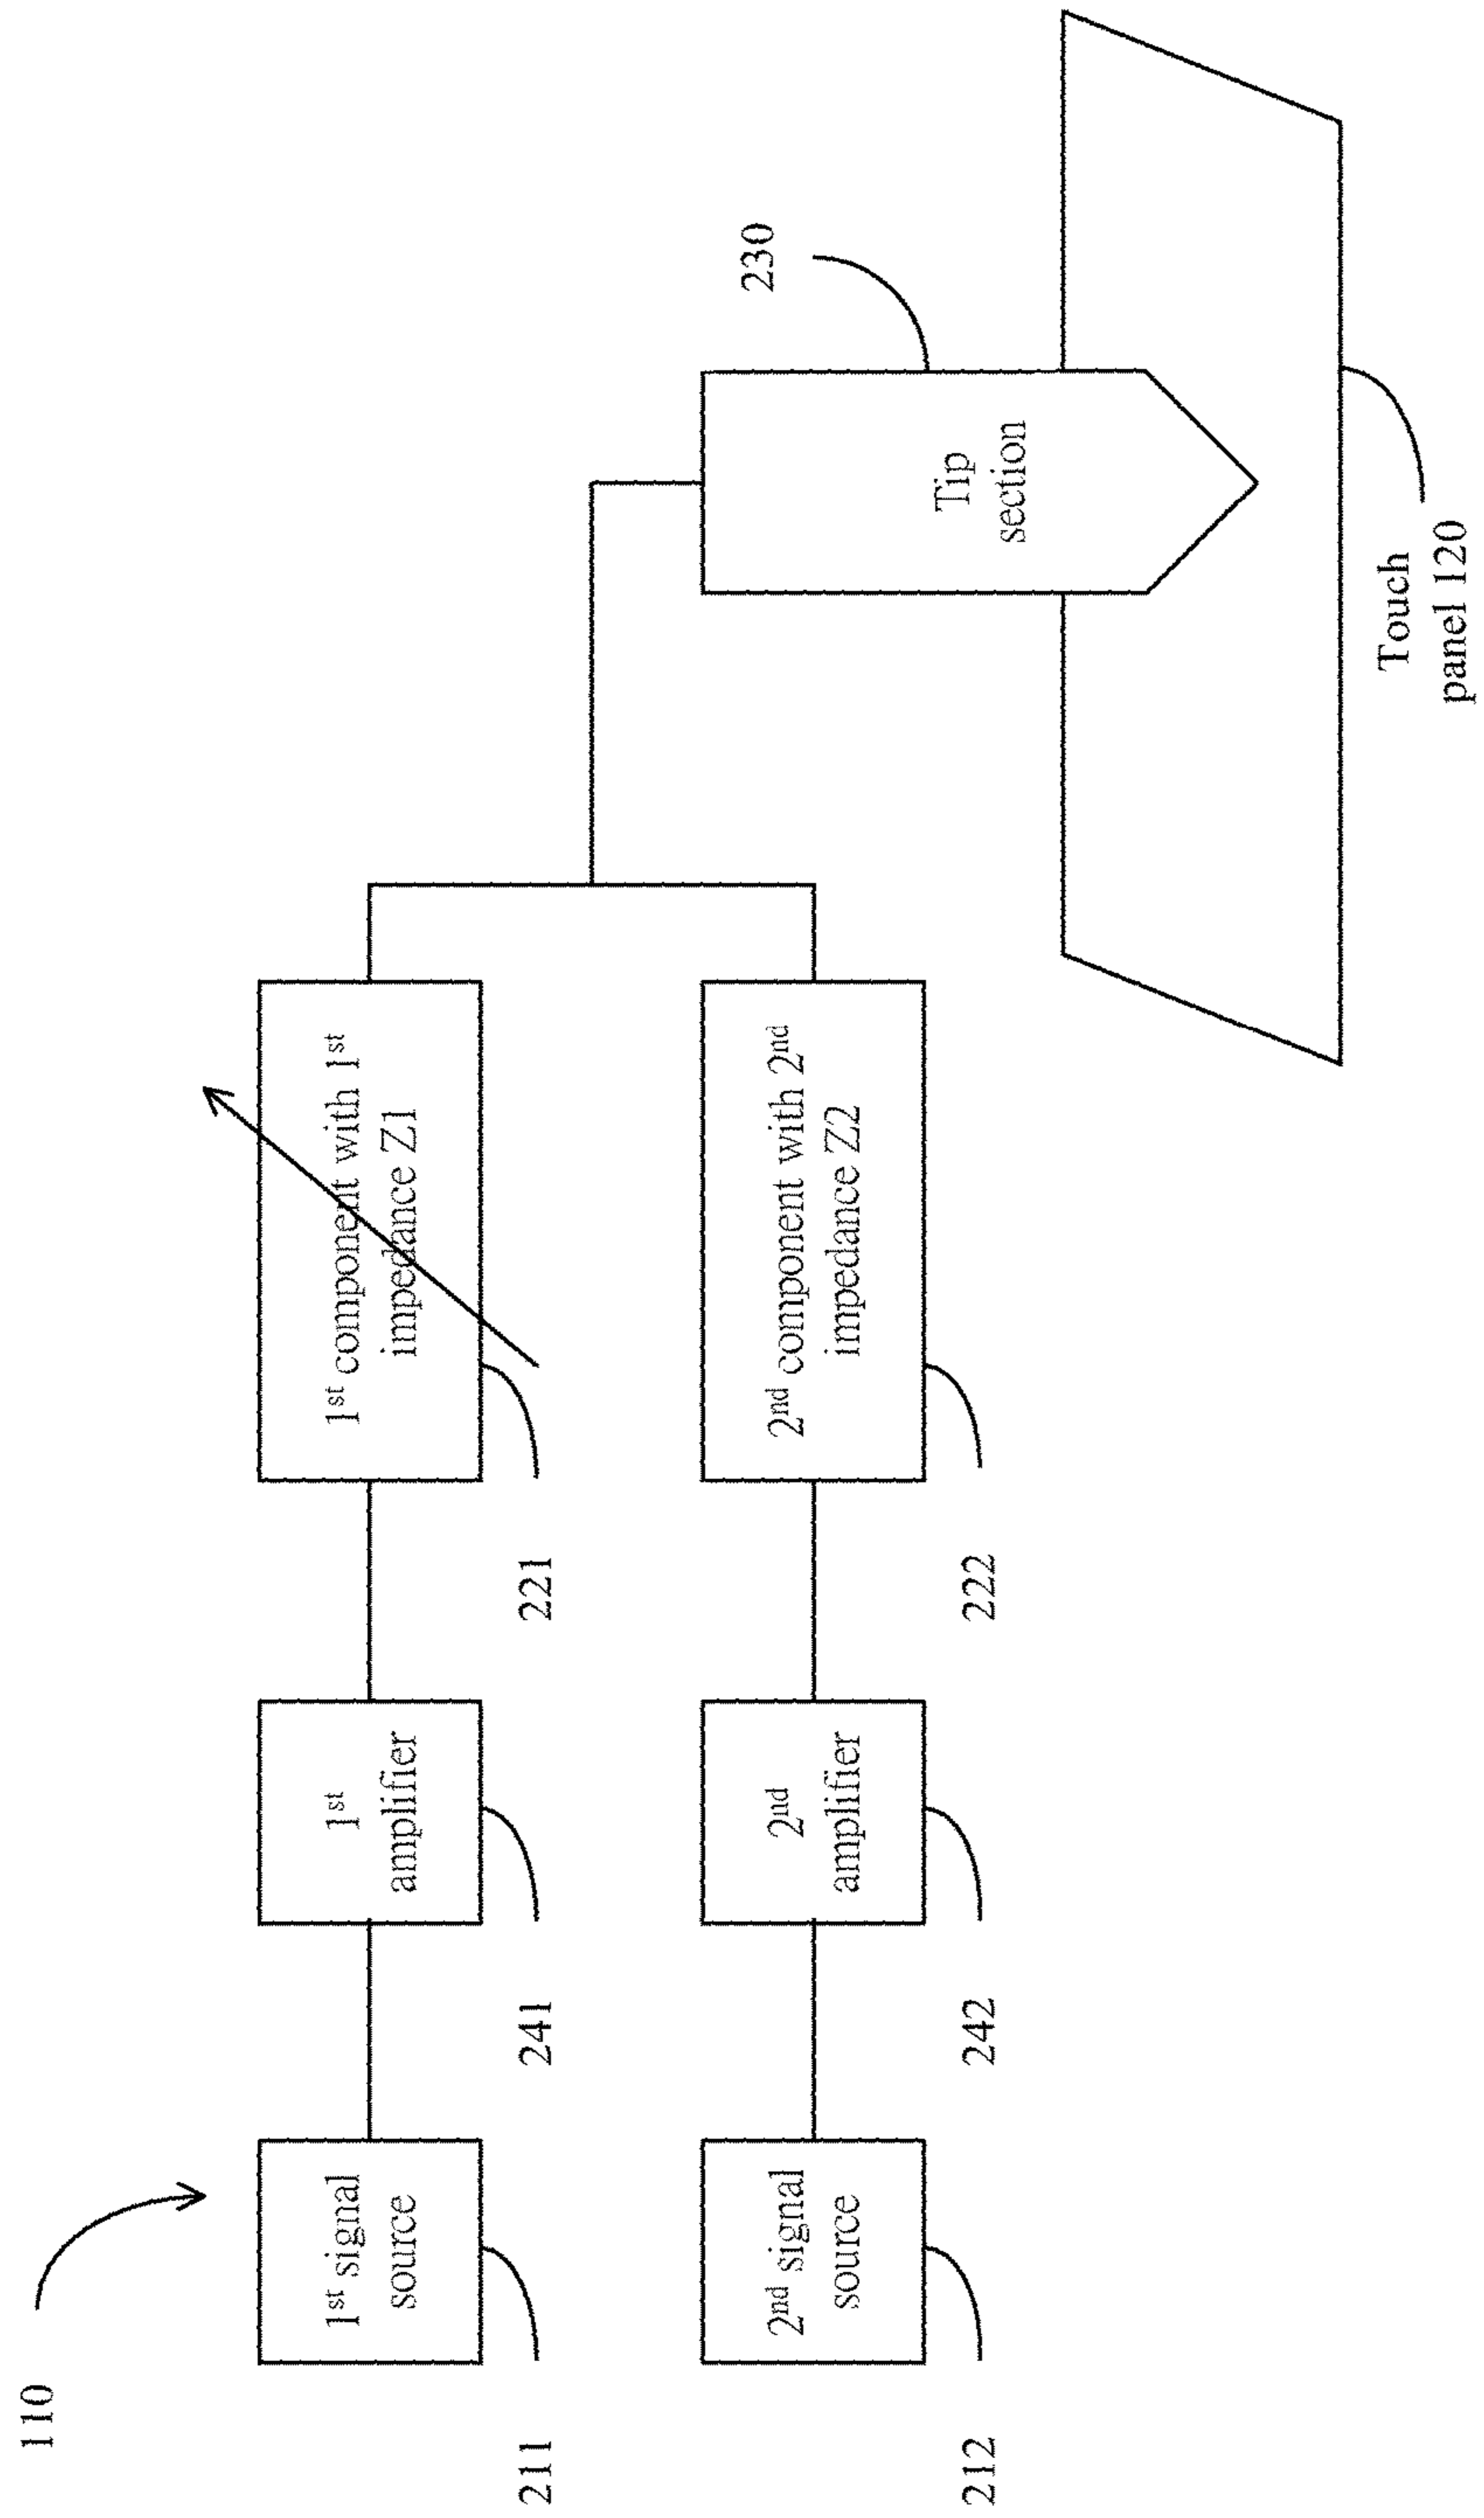 110
1st signal
source
211
1st
amplifier
241
1st component with 1st
impedance Z1
221
2nd signal
source
212
2nd
amplifier
242
2nd component with 2nd
impedance Z2
222
230
Tip
section
Touch
panel 120